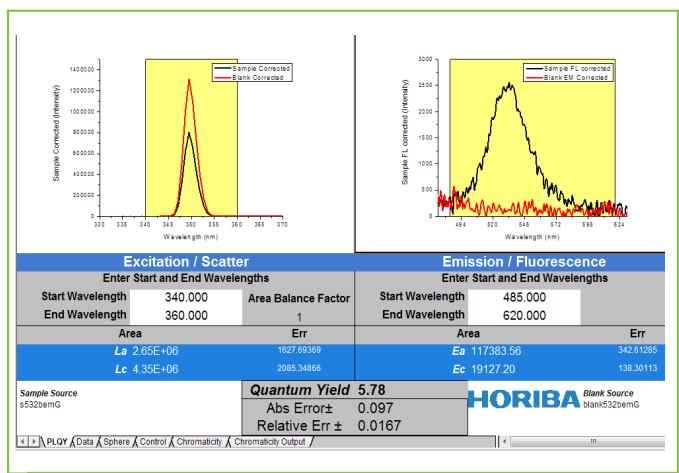 1400000
1200000
1000000
800000
600000
400000
200000
0
Sample Corrected (Intensity)
Sample Corrected
Blank Corrected
330 335 340 345 350 355 360 365 370
Wavelength (nm)
3000
2500
2000
1500
1000
500
0
Sample FL corrected (Intensity)
Sample FL corrected
Blank EM Corrected
494 520 546 572 598 624
Wavelength (nm)
Excitation / Scatter
Enter Start and End Wavelengths
Start Wavelength 340.000 Area Balance Factor
End Wavelength 360.000 1
Area Err
La 2.65E+06 1627.69369
Lc 4.35E+06 2085.34866
Emission / Fluorescence
Enter Start and End Wavelengths
Start Wavelength 485.000
End Wavelength 620.000
Area Err
Ea 117383.56 342.61285
Ec 19127.20 138.30113
Sample Source
s532bemG
Quantum Yield 5.78
Abs Error± 0.097
Relative Err ± 0.0167
HORIBA
Blank Source
blank532bemG
PLQY Data Sphere Control Chromaticity Chromaticity Output